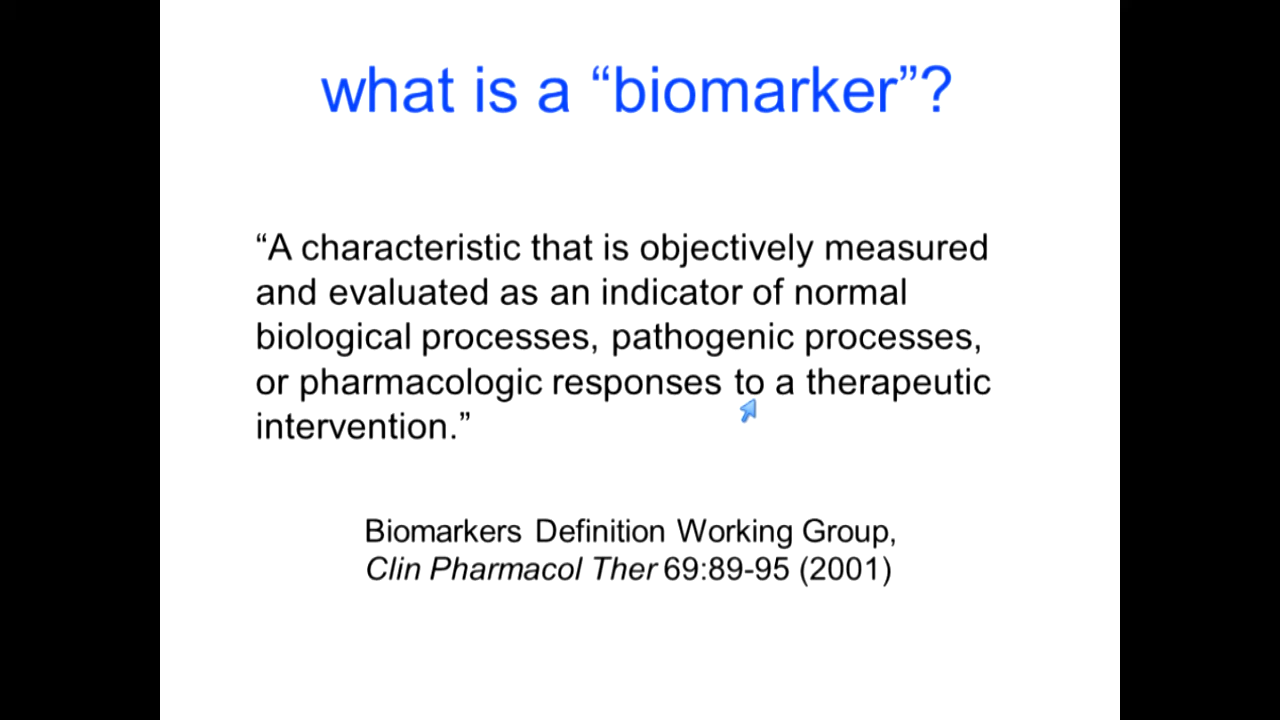 what is a “biomarker”?
“A characteristic that is objectively measured
and evaluated as an indicator of normal
biological processes, pathogenic processes,
or pharmacologic responses to a therapeutic
intervention.”
Biomarkers Definition Working Group,
Clin Pharmacol Ther 69:89-95 (2001)